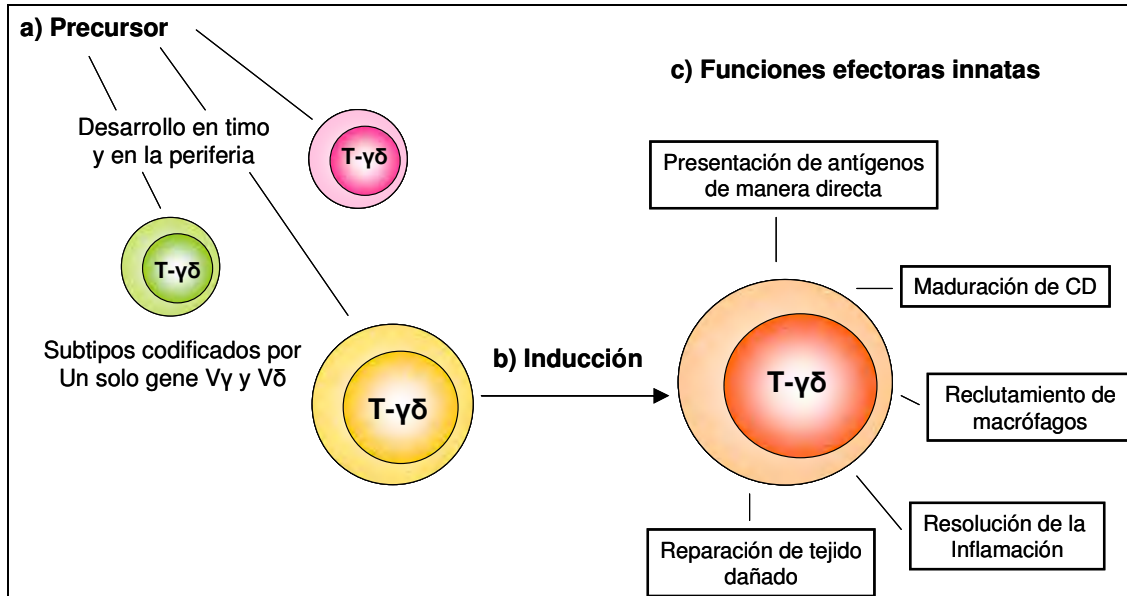 a) Precursor
c) Funciones efectoras innatas
Desarrollo en timo
y en la periferia
T-γδ
T-γδ
Subtipos codificados por
Un solo gene Vγ y Vδ
T-γδ
b) Inducción
T-γδ
Presentación de antígenos
de manera directa
Maduración de CD
Reclutamiento de
macrófagos
Resolución de la
Inflamación
Reparación de tejido
dañado